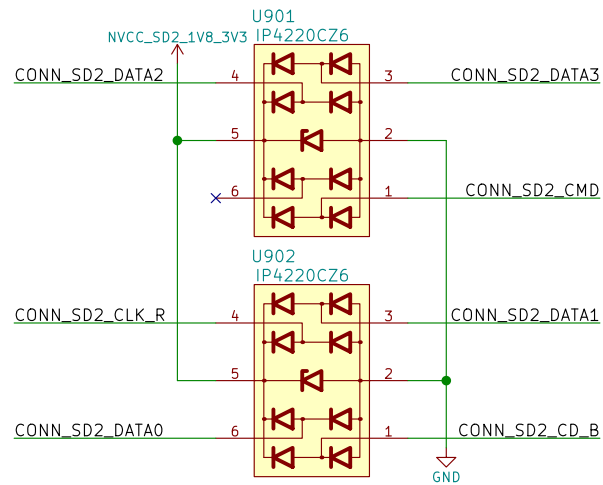 U901
NVCC_SD2_1V8_3V3 IP4220CZ6
CONN_SD2_DATA2 4 3 CONN_SD2_DATA3
5 2
6 1 CONN_SD2_CMD
U902
IP4220CZ6
CONN_SD2_CLK_R 4 3 CONN_SD2_DATA1
5 2
CONN_SD2_DATA0 6 1 CONN_SD2_CD_B
GND